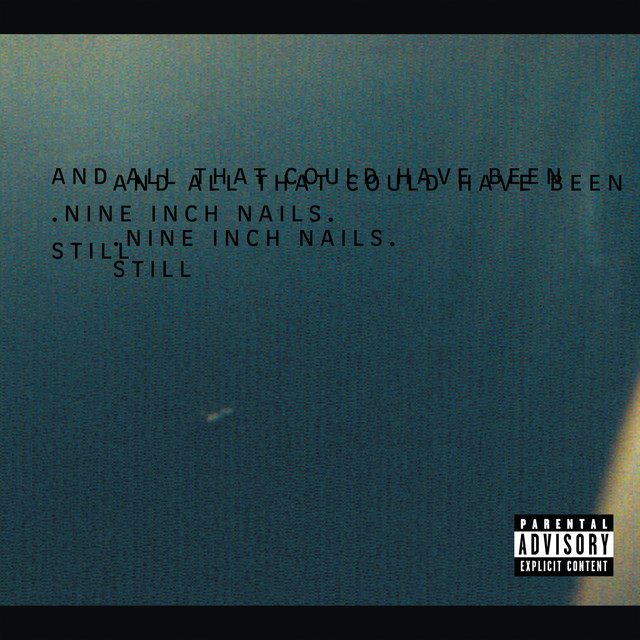 AND ALL THAT COULD HAVE BEEN
AND ALL THAT COULD HAVE BEEN
.NINE INCH NAILS.
.NINE INCH NAILS.
STILL
STILL
PARENTAL
ADVISORY
EXPLICIT CONTENT